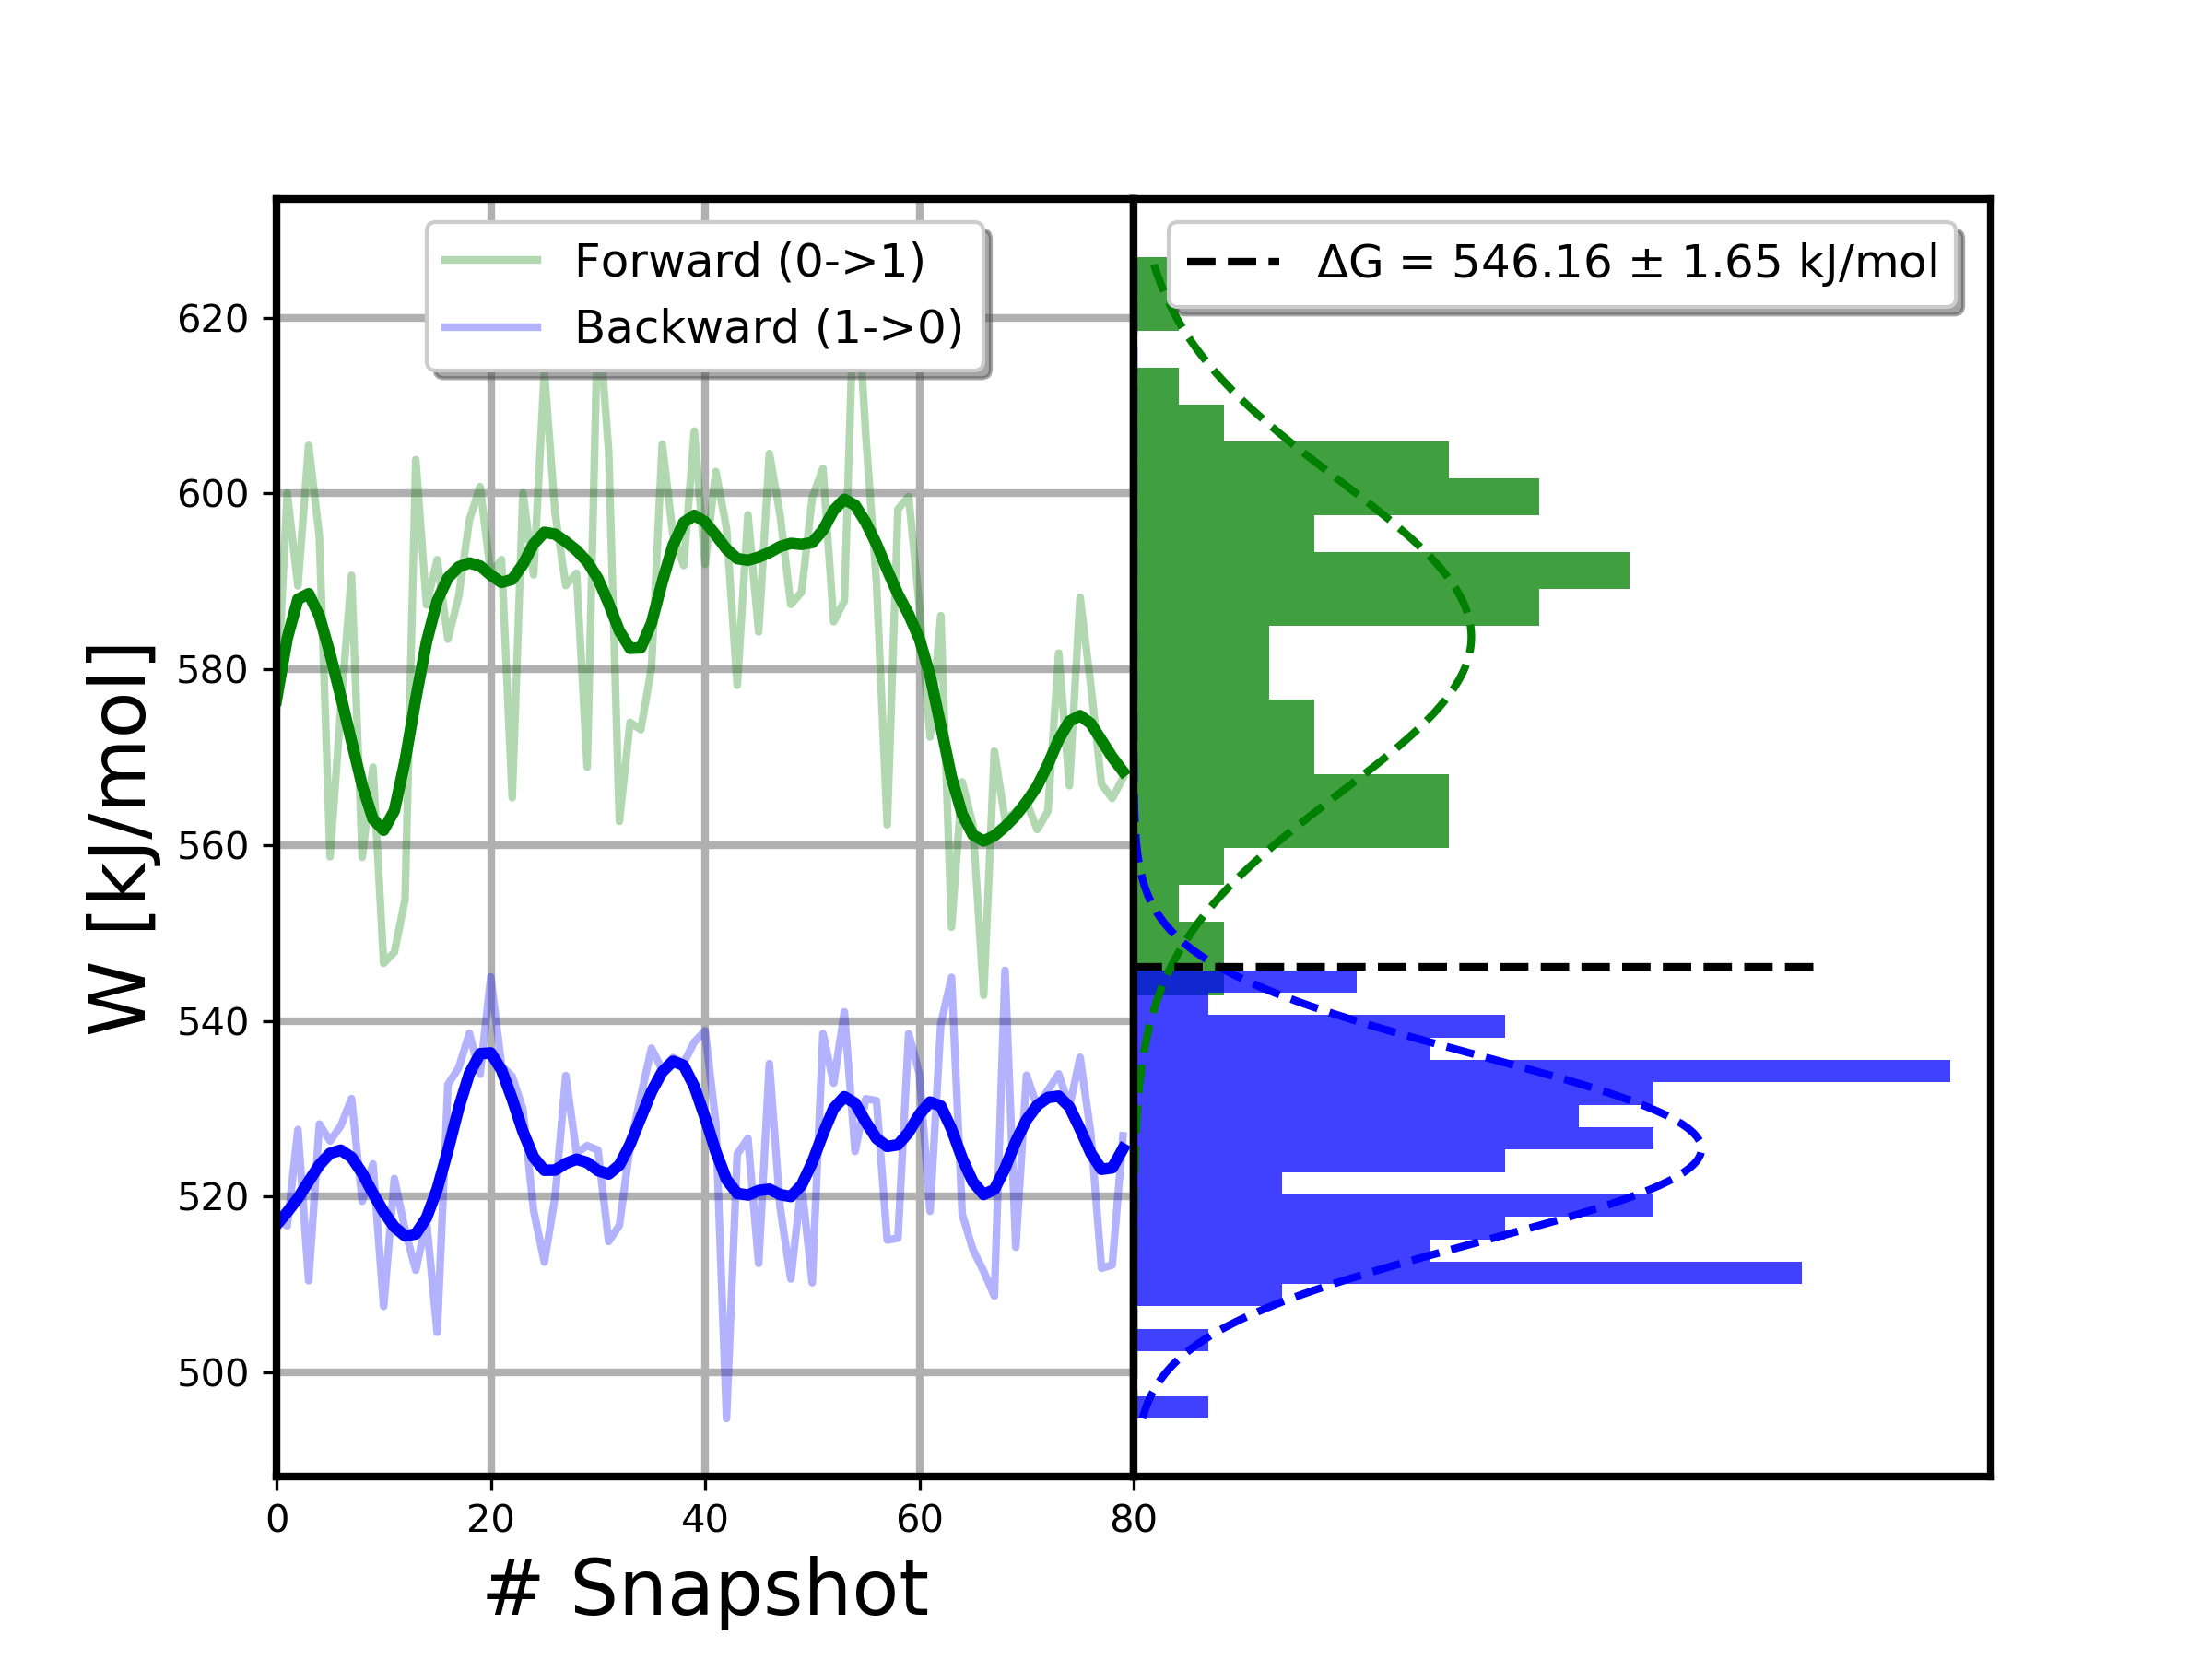 Forward (0->1)
Backward (1->0)
ΔG = 546.16 ± 1.65 kJ/mol
W [kJ/mol]
620
600
580
560
540
520
500
0 20 40 60 80
# Snapshot